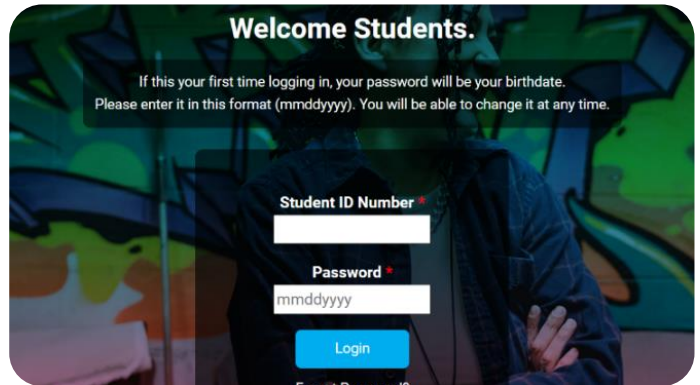 Welcome Students.
If this your first time logging in, your password will be your birthdate.
Please enter it in this format (mmddyyyy). You will be able to change it at any time.
Student ID Number *
Password *
mmddyyyy
Login
Forgot Password?